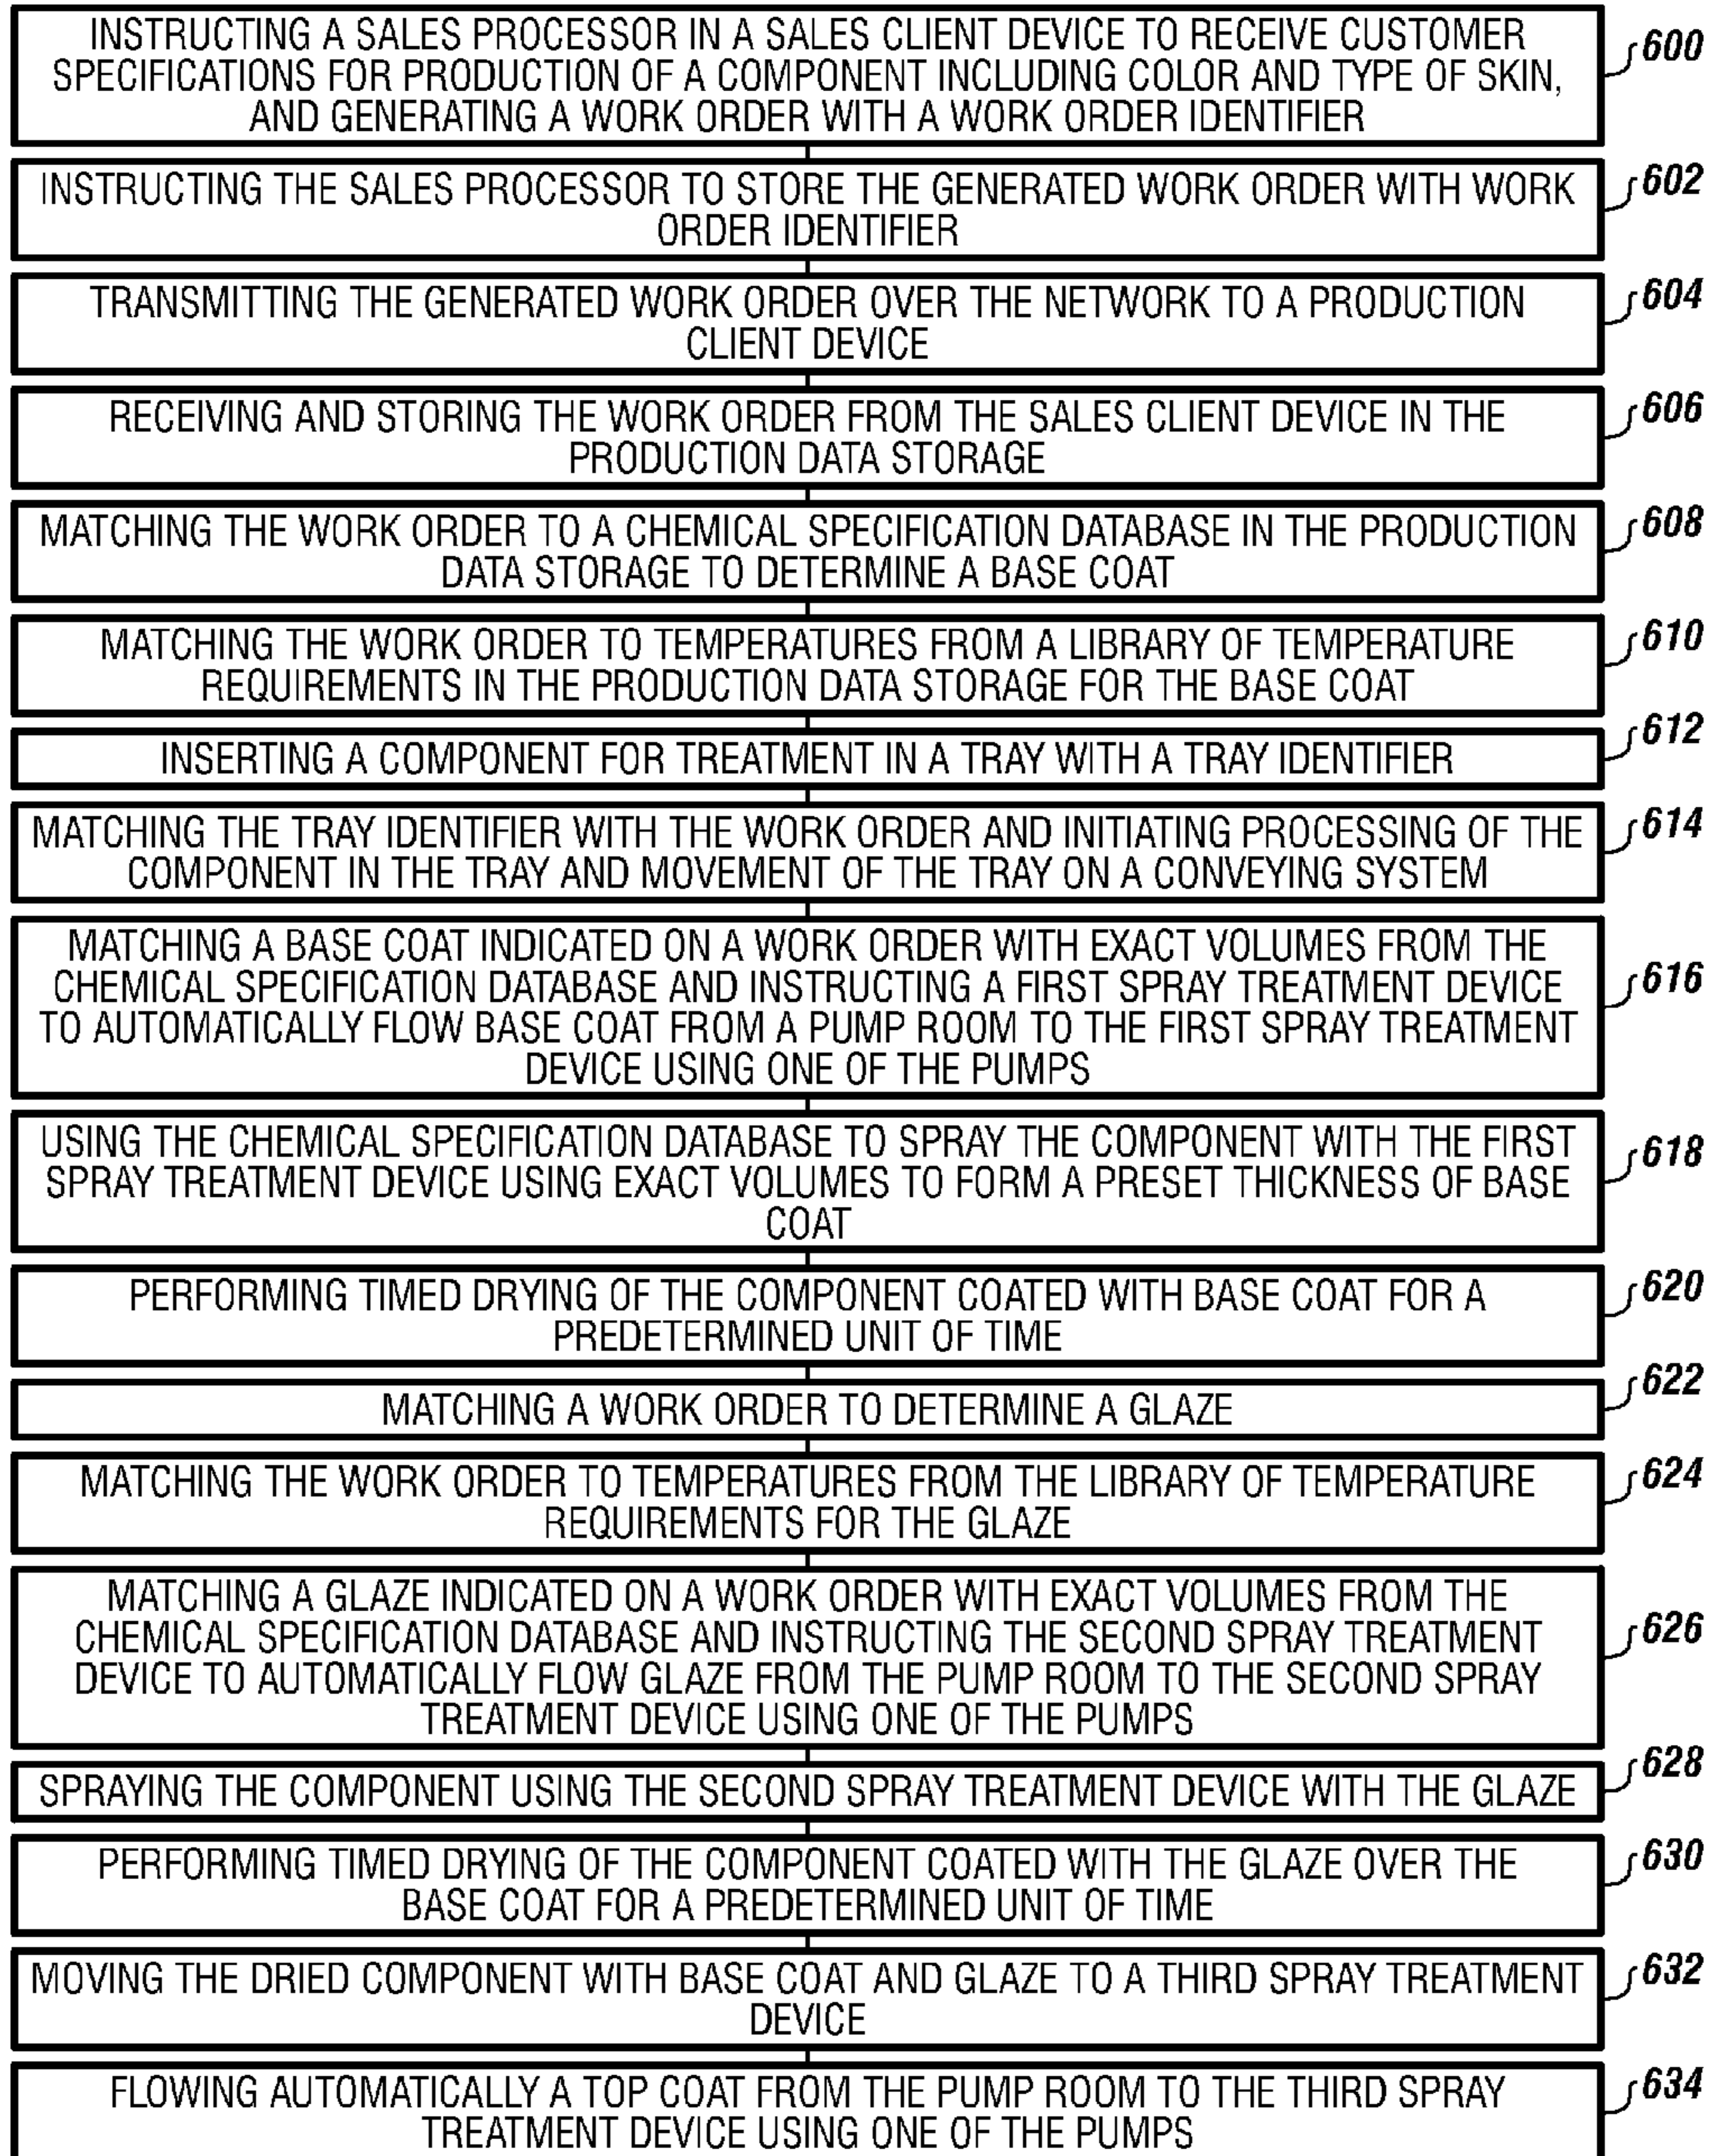 INSTRUCTING A SALES PROCESSOR IN A SALES CLIENT DEVICE TO RECEIVE CUSTOMER
SPECIFICATIONS FOR PRODUCTION OF A COMPONENT INCLUDING COLOR AND TYPE OF SKIN,
AND GENERATING A WORK ORDER WITH A WORK ORDER IDENTIFIER
600
INSTRUCTING THE SALES PROCESSOR TO STORE THE GENERATED WORK ORDER WITH WORK
ORDER IDENTIFIER
602
TRANSMITTING THE GENERATED WORK ORDER OVER THE NETWORK TO A PRODUCTION
CLIENT DEVICE
604
RECEIVING AND STORING THE WORK ORDER FROM THE SALES CLIENT DEVICE IN THE
PRODUCTION DATA STORAGE
606
MATCHING THE WORK ORDER TO A CHEMICAL SPECIFICATION DATABASE IN THE PRODUCTION
DATA STORAGE TO DETERMINE A BASE COAT
608
MATCHING THE WORK ORDER TO TEMPERATURES FROM A LIBRARY OF TEMPERATURE
REQUIREMENTS IN THE PRODUCTION DATA STORAGE FOR THE BASE COAT
610
INSERTING A COMPONENT FOR TREATMENT IN A TRAY WITH A TRAY IDENTIFIER
612
MATCHING THE TRAY IDENTIFIER WITH THE WORK ORDER AND INITIATING PROCESSING OF THE
COMPONENT IN THE TRAY AND MOVEMENT OF THE TRAY ON A CONVEYING SYSTEM
614
MATCHING A BASE COAT INDICATED ON A WORK ORDER WITH EXACT VOLUMES FROM THE
CHEMICAL SPECIFICATION DATABASE AND INSTRUCTING A FIRST SPRAY TREATMENT DEVICE
TO AUTOMATICALLY FLOW BASE COAT FROM A PUMP ROOM TO THE FIRST SPRAY TREATMENT
DEVICE USING ONE OF THE PUMPS
616
USING THE CHEMICAL SPECIFICATION DATABASE TO SPRAY THE COMPONENT WITH THE FIRST
SPRAY TREATMENT DEVICE USING EXACT VOLUMES TO FORM A PRESET THICKNESS OF BASE
COAT
618
PERFORMING TIMED DRYING OF THE COMPONENT COATED WITH BASE COAT FOR A
PREDETERMINED UNIT OF TIME
620
MATCHING A WORK ORDER TO DETERMINE A GLAZE
622
MATCHING THE WORK ORDER TO TEMPERATURES FROM THE LIBRARY OF TEMPERATURE
REQUIREMENTS FOR THE GLAZE
624
MATCHING A GLAZE INDICATED ON A WORK ORDER WITH EXACT VOLUMES FROM THE
CHEMICAL SPECIFICATION DATABASE AND INSTRUCTING THE SECOND SPRAY TREATMENT
DEVICE TO AUTOMATICALLY FLOW GLAZE FROM THE PUMP ROOM TO THE SECOND SPRAY
TREATMENT DEVICE USING ONE OF THE PUMPS
626
SPRAYING THE COMPONENT USING THE SECOND SPRAY TREATMENT DEVICE WITH THE GLAZE
628
PERFORMING TIMED DRYING OF THE COMPONENT COATED WITH THE GLAZE OVER THE
BASE COAT FOR A PREDETERMINED UNIT OF TIME
630
MOVING THE DRIED COMPONENT WITH BASE COAT AND GLAZE TO A THIRD SPRAY TREATMENT
DEVICE
632
FLOWING AUTOMATICALLY A TOP COAT FROM THE PUMP ROOM TO THE THIRD SPRAY
TREATMENT DEVICE USING ONE OF THE PUMPS
634